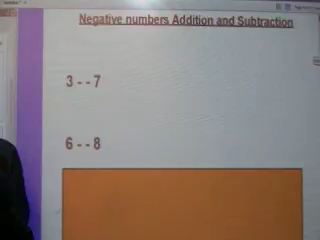 Negative numbers Addition and Subtraction
3 - - 7
6 - - 8